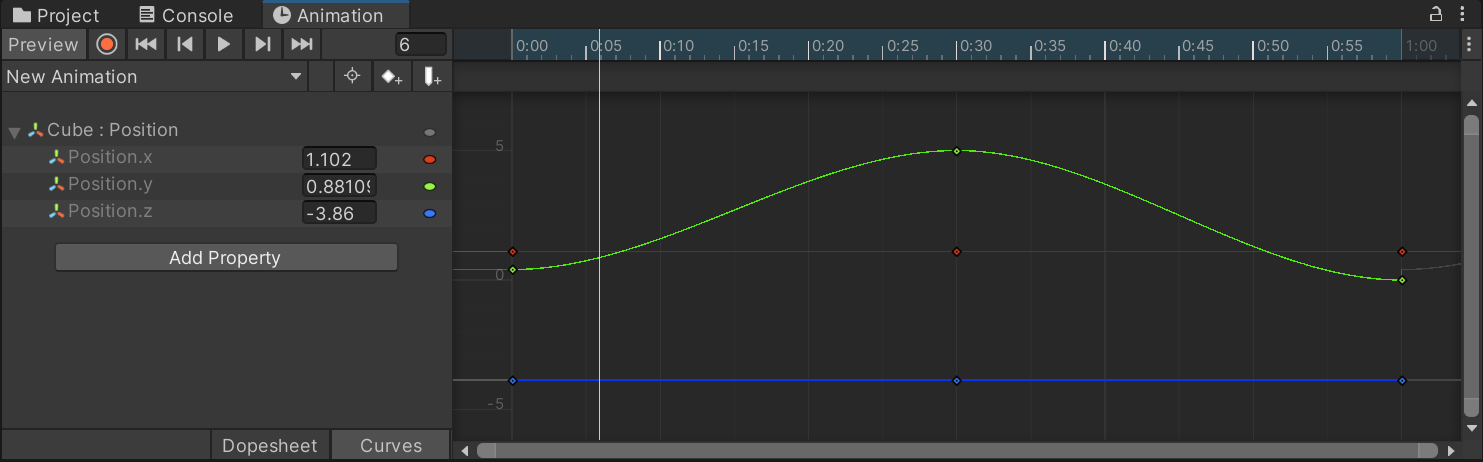 Project Console Animation
Preview 6 0:00 0:05 0:10 0:15 0:20 0:25 0:30 0:35 0:40 0:45 0:50 0:55 1:00
New Animation
Cube : Position
5
Position.x 1.102
Position.y 0.88109
Position.z -3.86
Add Property
0
-5
Dopesheet Curves